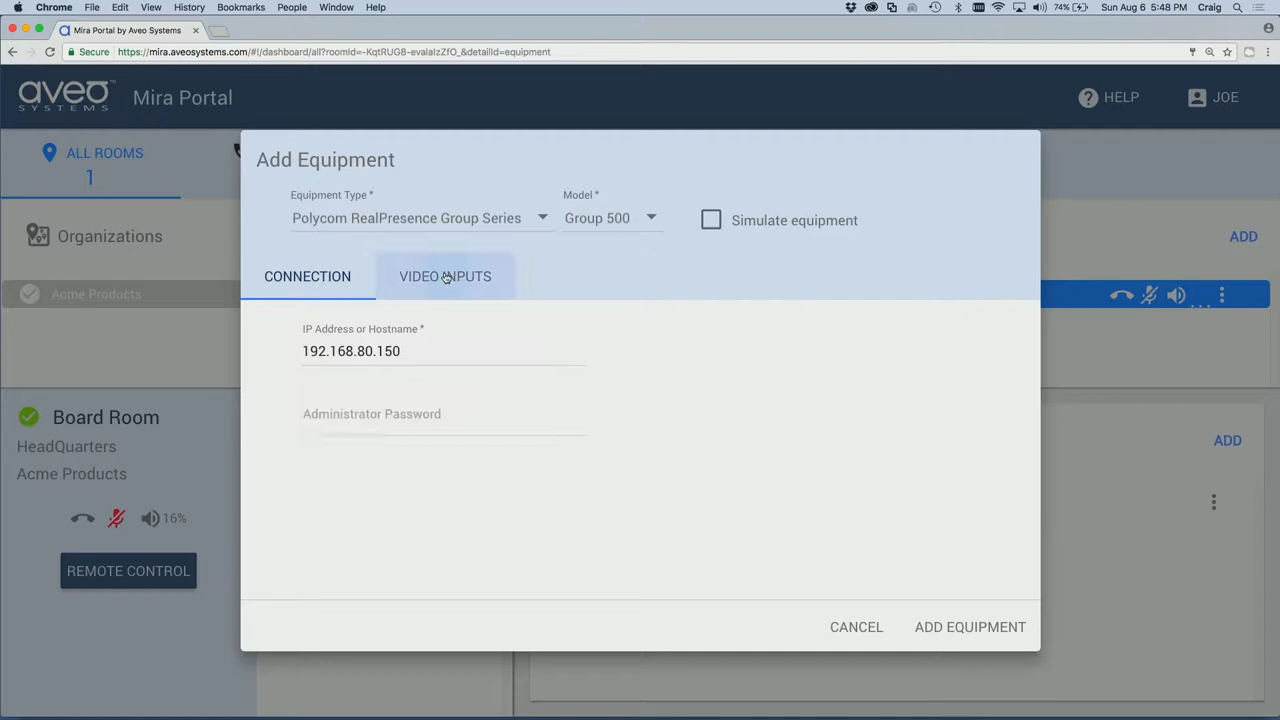 Chrome File Edit View History Bookmarks People Window Help 74% Sun Aug 6 5:48 PM Craig
Mira Portal by Aveo Systems
Secure https://mira.aveosystems.com/#!/dashboard/all?roomId=-KqtRUG8-evalaIzZfO_&detailId=equipment
aveo SYSTEMS™ Mira Portal HELP JOE
ALL ROOMS
1
Add Equipment
Equipment Type * Model *
Polycom RealPresence Group Series Group 500 Simulate equipment
Organizations ADD
CONNECTION VIDEO INPUTS
Acme Products
IP Address or Hostname *
192.168.80.150
Administrator Password
Board Room
HeadQuarters
Acme Products
ADD
16%
REMOTE CONTROL
CANCEL ADD EQUIPMENT